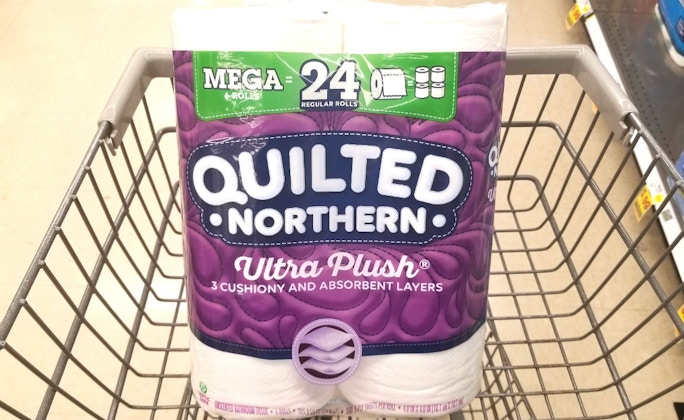 MEGA = 24
6 ROLLS
REGULAR ROLLS
QUILTED
• NORTHERN •
Ultra Plush®
3 CUSHIONY AND ABSORBENT LAYERS